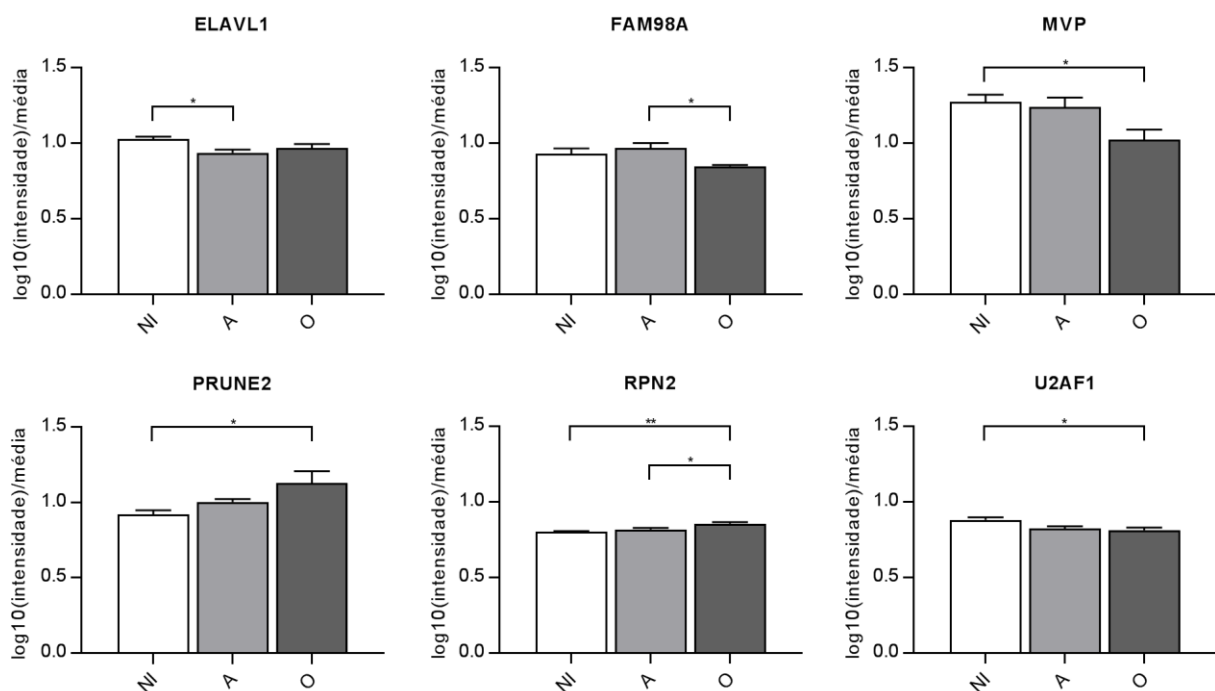 ELAVL1
log10(intensidade)/média
1.5
*
1.0
0.5
0.0
NI
A
O
FAM98A
log10(intensidade)/média
1.5
*
1.0
0.5
0.0
NI
A
O
MVP
log10(intensidade)/média
1.5
*
1.0
0.5
0.0
NI
A
O
PRUNE2
log10(intensidade)/média
1.5
*
1.0
0.5
0.0
NI
A
O
RPN2
log10(intensidade)/média
1.5
**
*
1.0
0.5
0.0
NI
A
O
U2AF1
log10(intensidade)/média
1.5
*
1.0
0.5
0.0
NI
A
O